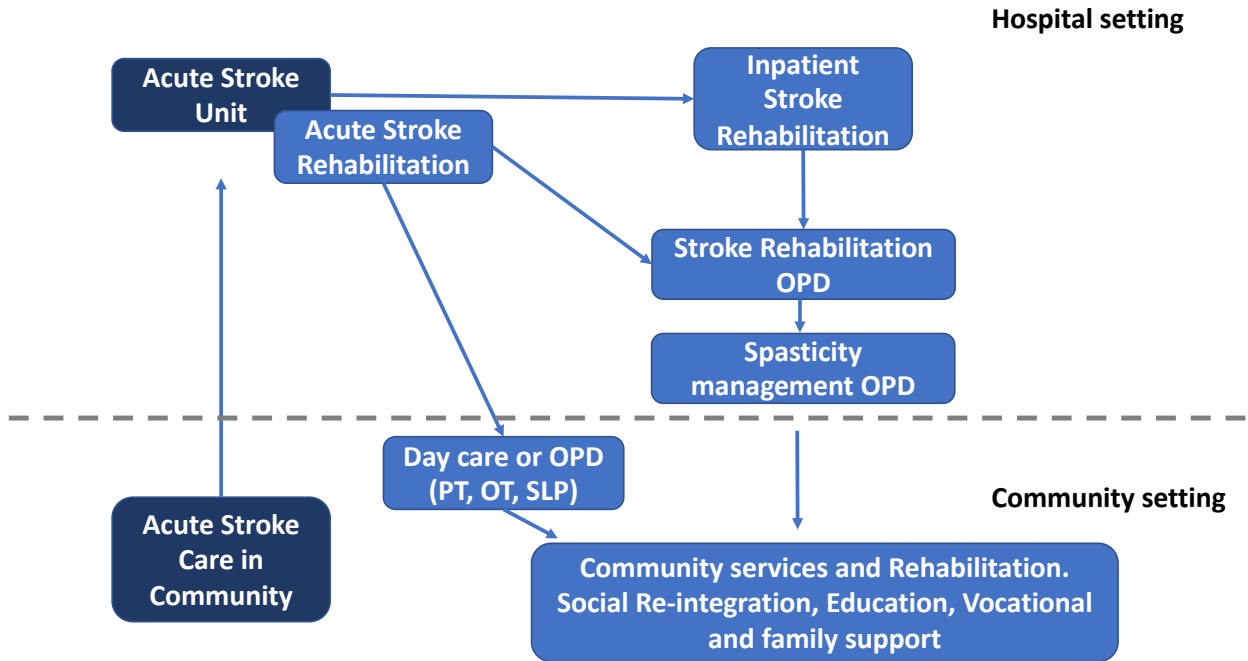 Hospital setting
Acute Stroke
Unit
Inpatient
Stroke
Rehabilitation
Acute Stroke
Rehabilitation
Stroke Rehabilitation
OPD
Spasticity
management OPD
Day care or OPD
(PT, OT, SLP)
Community setting
Acute Stroke
Care in
Community
Community services and Rehabilitation.
Social Re-integration, Education, Vocational
and family support